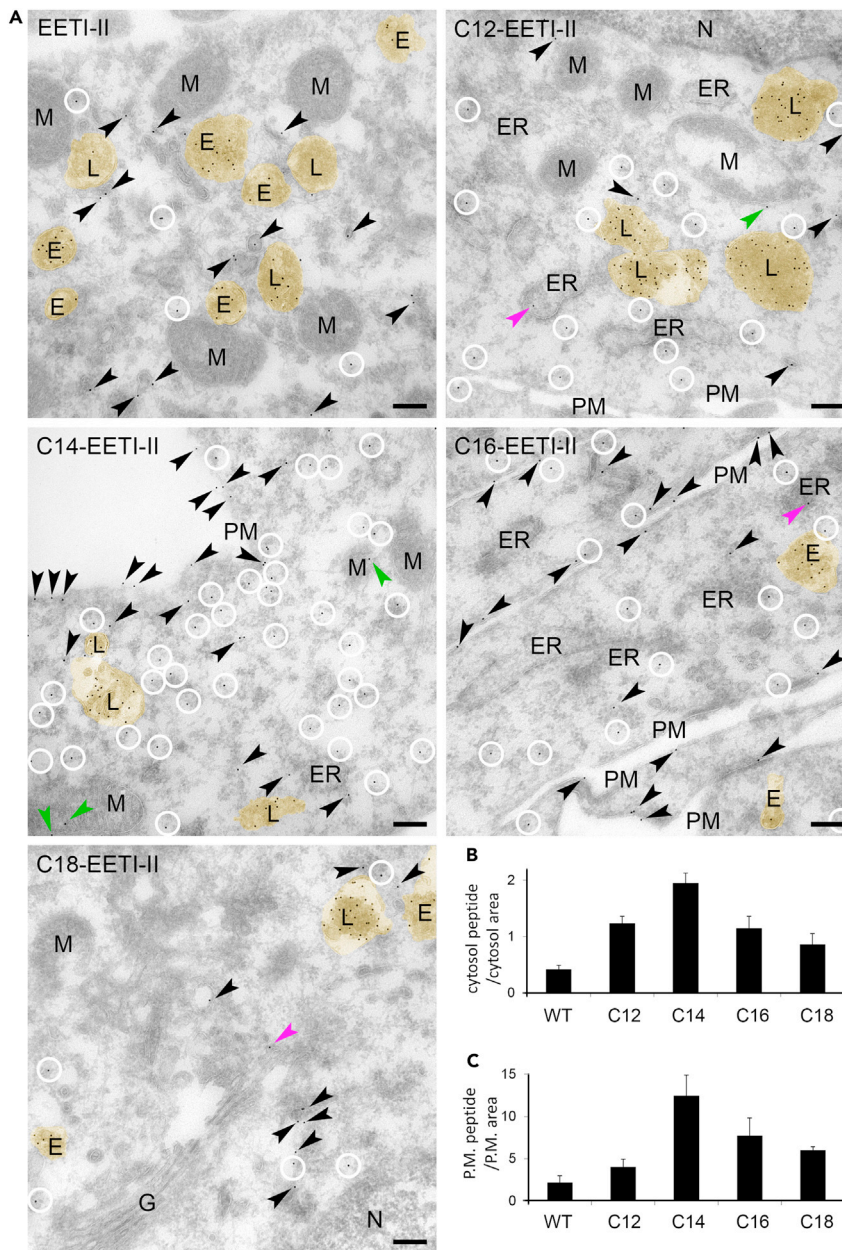 A
EETI-II
E
M
M
M
E
L
L
E
E
L
E
E
M
M
C12-EETI-II
N
M
ER
M
L
ER
M
M
L
L
L
ER
ER
PM
PM
C14-EETI-II
PM
M
M
L
L
ER
M
L
C16-EETI-II
PM
ER
ER
E
ER
ER
ER
PM
PM
E
PM
C18-EETI-II
M
L
E
E
G
N
B
cytosol peptide
/cytosol area
2
1
0
WT C12 C14 C16 C18
C
P.M. peptide
/P.M. area
15
10
5
0
WT C12 C14 C16 C18